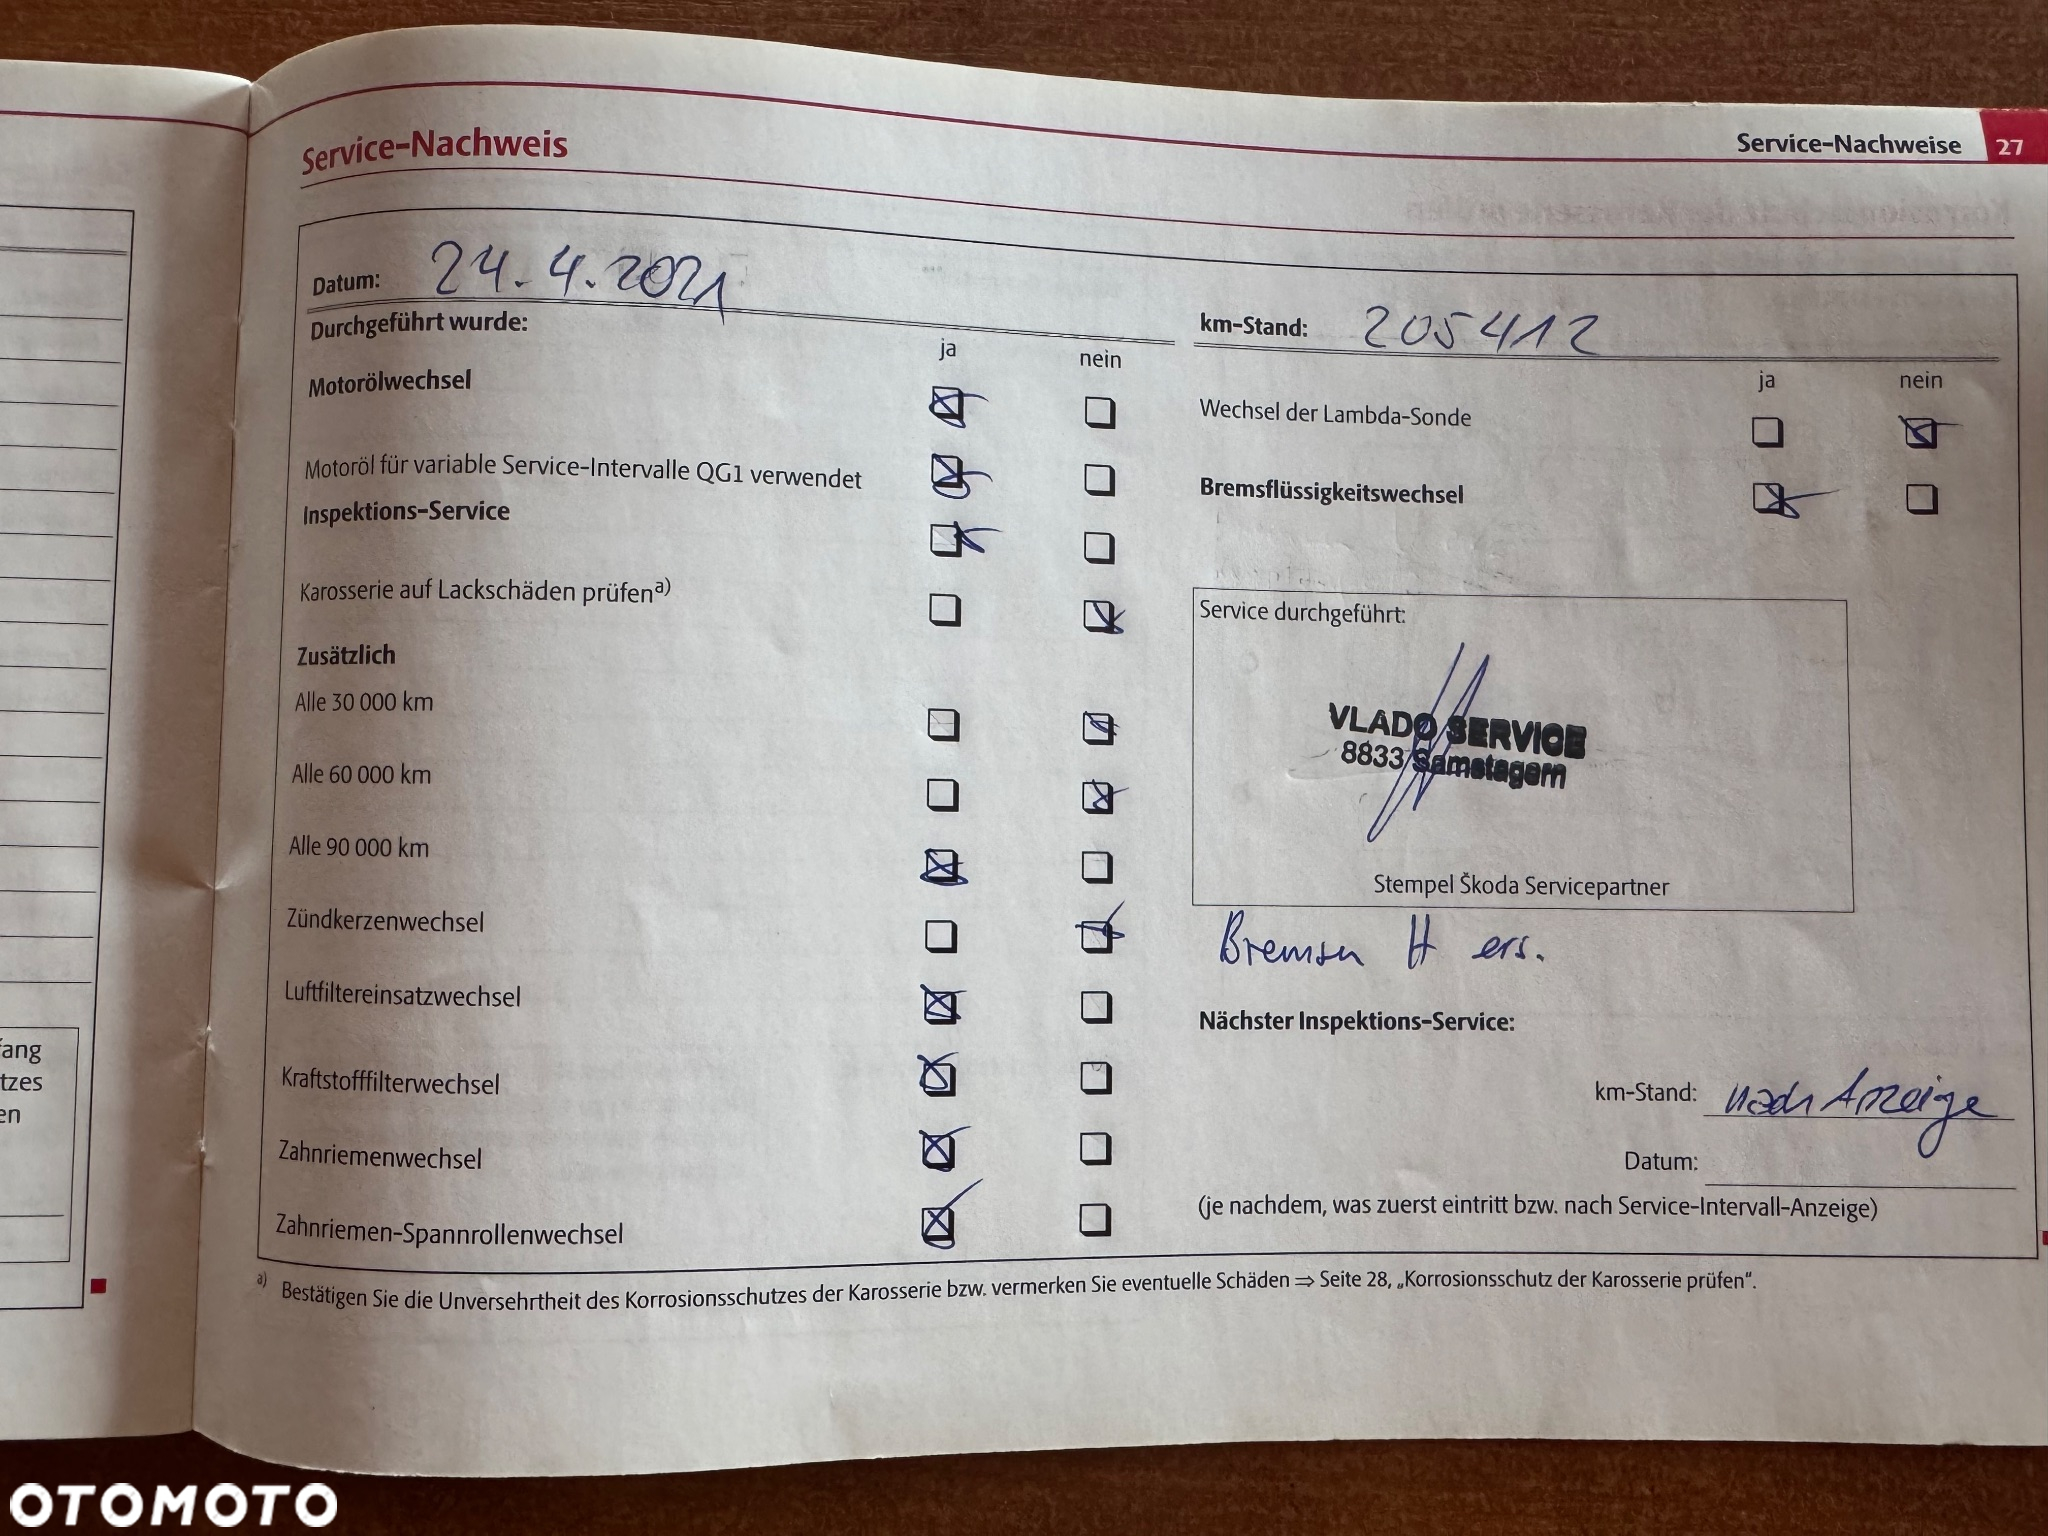 Service-Nachweise 27
Service-Nachweis
Datum: 24.4.2021
Durchgeführt wurde:
ja nein
Motorölwechsel
Motoröl für variable Service-Intervalle QG1 verwendet
Inspektions-Service
Karosserie auf Lackschäden prüfen a)
Zusätzlich
Alle 30 000 km
Alle 60 000 km
Alle 90 000 km
Zündkerzenwechsel
Luftfiltereinsatzwechsel
Kraftstofffilterwechsel
Zahnriemenwechsel
Zahnriemen-Spannrollenwechsel
km-Stand: 205412
ja nein
Wechsel der Lambda-Sonde
Bremsflüssigkeitswechsel
Service durchgeführt:
VLADO SERVICE
8833 Samstagern
Stempel Škoda Servicepartner
Bremsen H ers.
Nächster Inspektions-Service:
km-Stand: nach Anzeige
Datum:
(je nachdem, was zuerst eintritt bzw. nach Service-Intervall-Anzeige)
a) Bestätigen Sie die Unversehrtheit des Korrosionsschutzes der Karosserie bzw. vermerken Sie eventuelle Schäden ⇒ Seite 28, „Korrosionsschutz der Karosserie prüfen“.
OTOMOTO